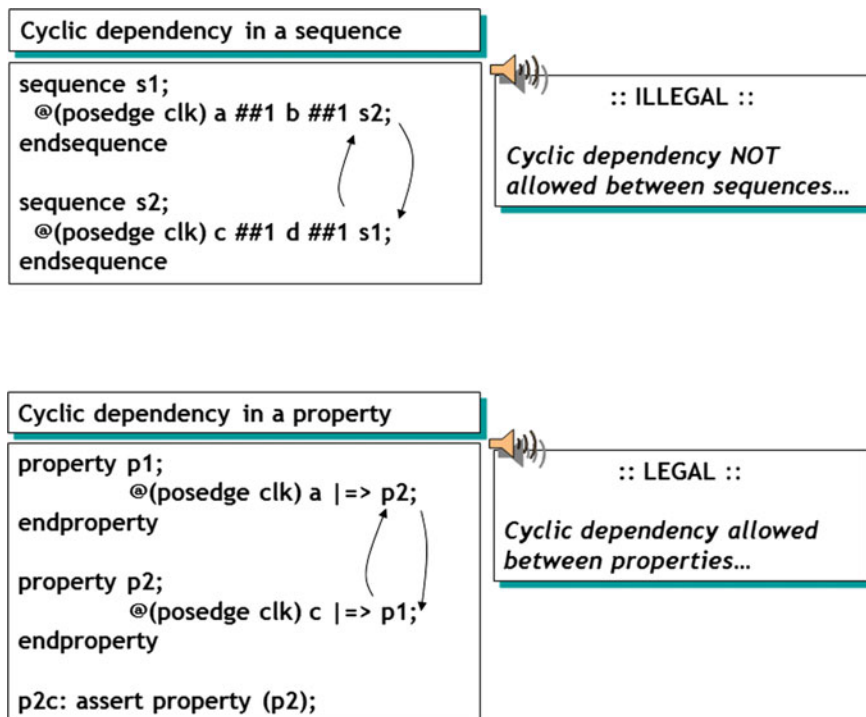 Cyclic dependency in a sequence
sequence s1;
@(posedge clk) a ##1 b ##1 s2;
endsequence
sequence s2;
@(posedge clk) c ##1 d ##1 s1;
endsequence
:: ILLEGAL ::
Cyclic dependency NOT
allowed between sequences…
Cyclic dependency in a property
property p1;
@(posedge clk) a |=> p2;
endproperty
property p2;
@(posedge clk) c |=> p1;
endproperty
p2c: assert property (p2);
:: LEGAL ::
Cyclic dependency allowed
between properties…